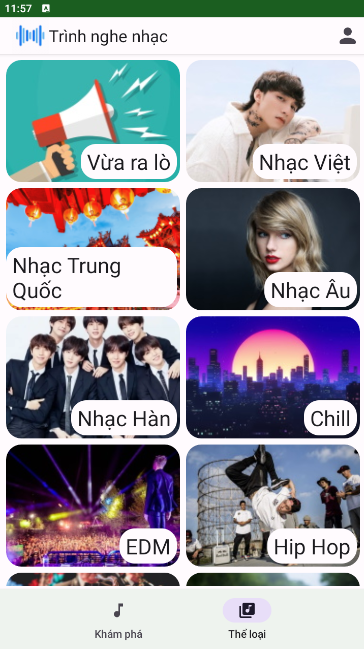 11:57
Trình nghe nhạc
Vừa ra lò
Nhạc Việt
Nhạc Trung
Quốc
Nhạc Âu
Nhạc Hàn
Chill
EDM
Hip Hop
Khám phá
Thể loại